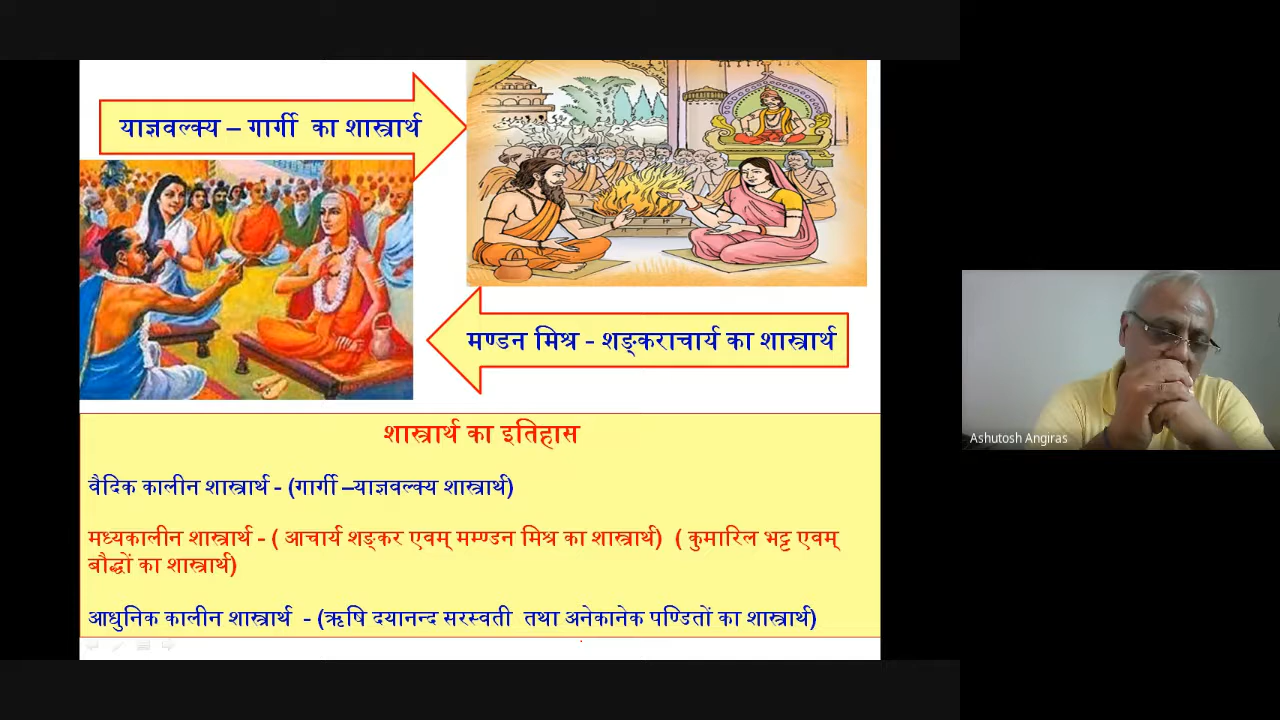 याज्ञवल्क्य – गार्गी का शास्त्रार्थ
मण्डन मिश्र - शङ्कराचार्य का शास्त्रार्थ
शास्त्रार्थ का इतिहास
वैदिक कालीन शास्त्रार्थ - (गार्गी –याज्ञवल्क्य शास्त्रार्थ)
मध्यकालीन शास्त्रार्थ - ( आचार्य शङ्कर एवम् मम्ण्डन मिश्र का शास्त्रार्थ) ( कुमारिल भट्ट एवम्
बौद्धों का शास्त्रार्थ)
आधुनिक कालीन शास्त्रार्थ - (ऋषि दयानन्द सरस्वती तथा अनेकानेक पण्डितों का शास्त्रार्थ)
Ashutosh Angiras